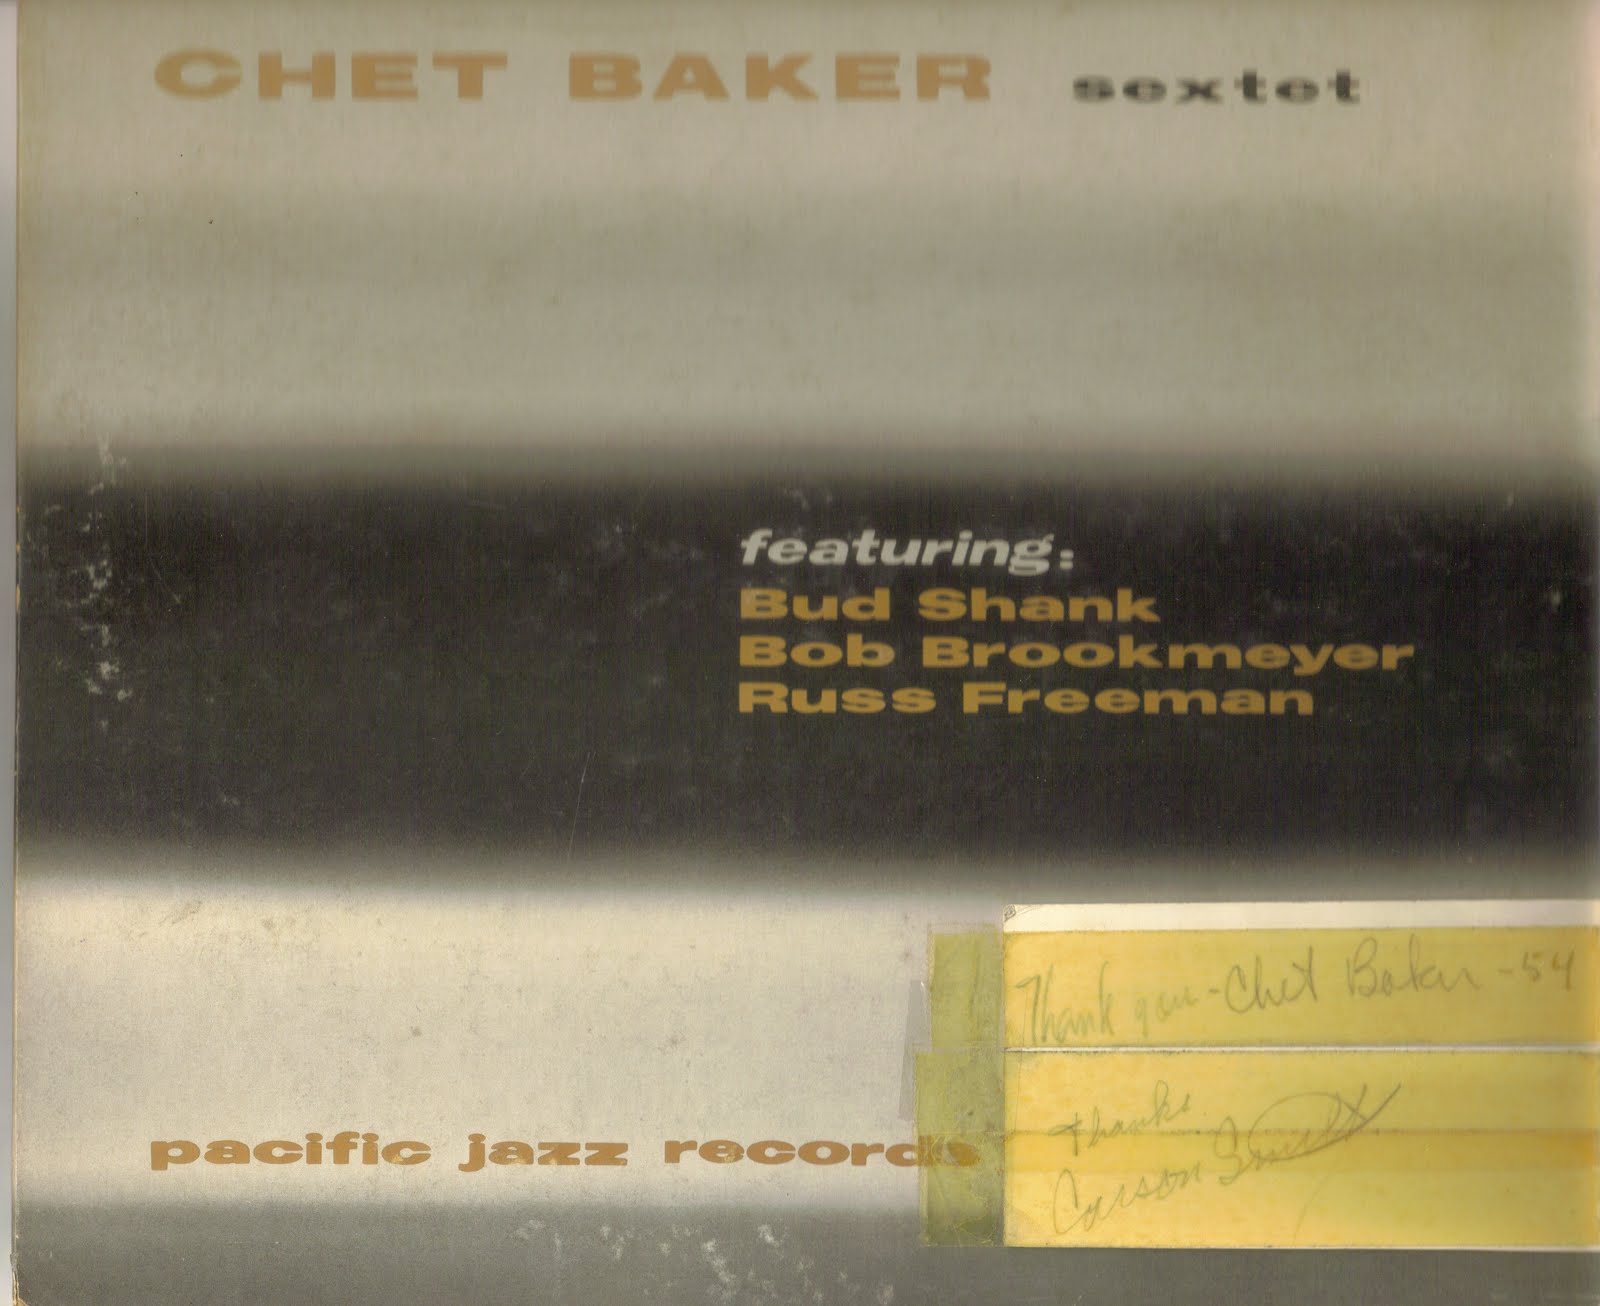 CHET BAKER sextet
featuring:
Bud Shank
Bob Brookmeyer
Russ Freeman
pacific jazz records
Thank you - Chet Baker - 54
thanks
Carson Smith